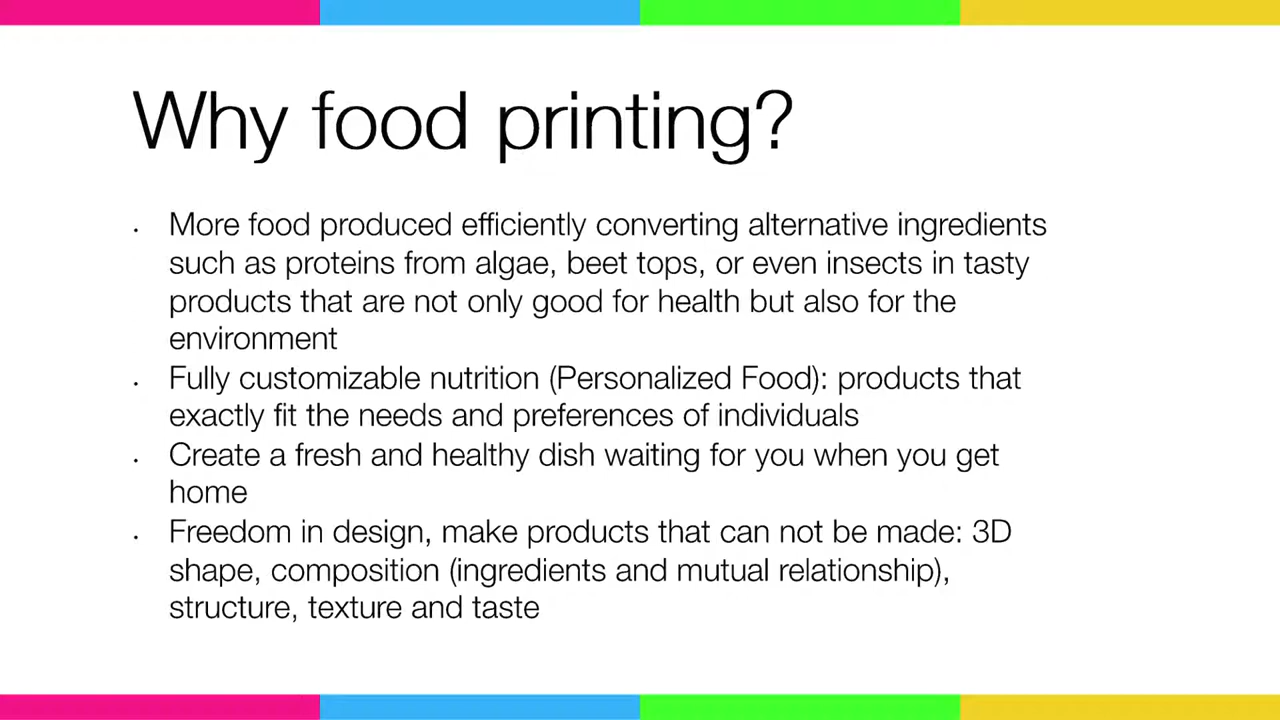 Why food printing?
· More food produced efficiently converting alternative ingredients
such as proteins from algae, beet tops, or even insects in tasty
products that are not only good for health but also for the
environment
· Fully customizable nutrition (Personalized Food): products that
exactly fit the needs and preferences of individuals
· Create a fresh and healthy dish waiting for you when you get
home
· Freedom in design, make products that can not be made: 3D
shape, composition (ingredients and mutual relationship),
structure, texture and taste